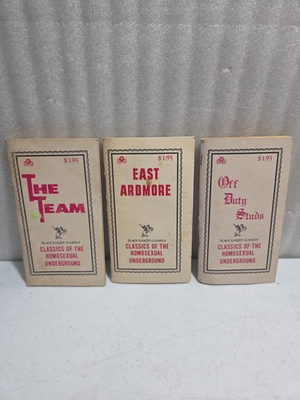 $1.95
THE
TEAM
BLACK KNIGHT CLASSICS
CLASSICS OF THE
HOMOSEXUAL
UNDERGROUND
$1.95
EAST
ARDMORE
BLACK KNIGHT CLASSICS
CLASSICS OF THE
HOMOSEXUAL
UNDERGROUND
$1.95
Off
Duty
Studs
BLACK KNIGHT CLASSICS
CLASSICS OF THE
HOMOSEXUAL
UNDERGROUND